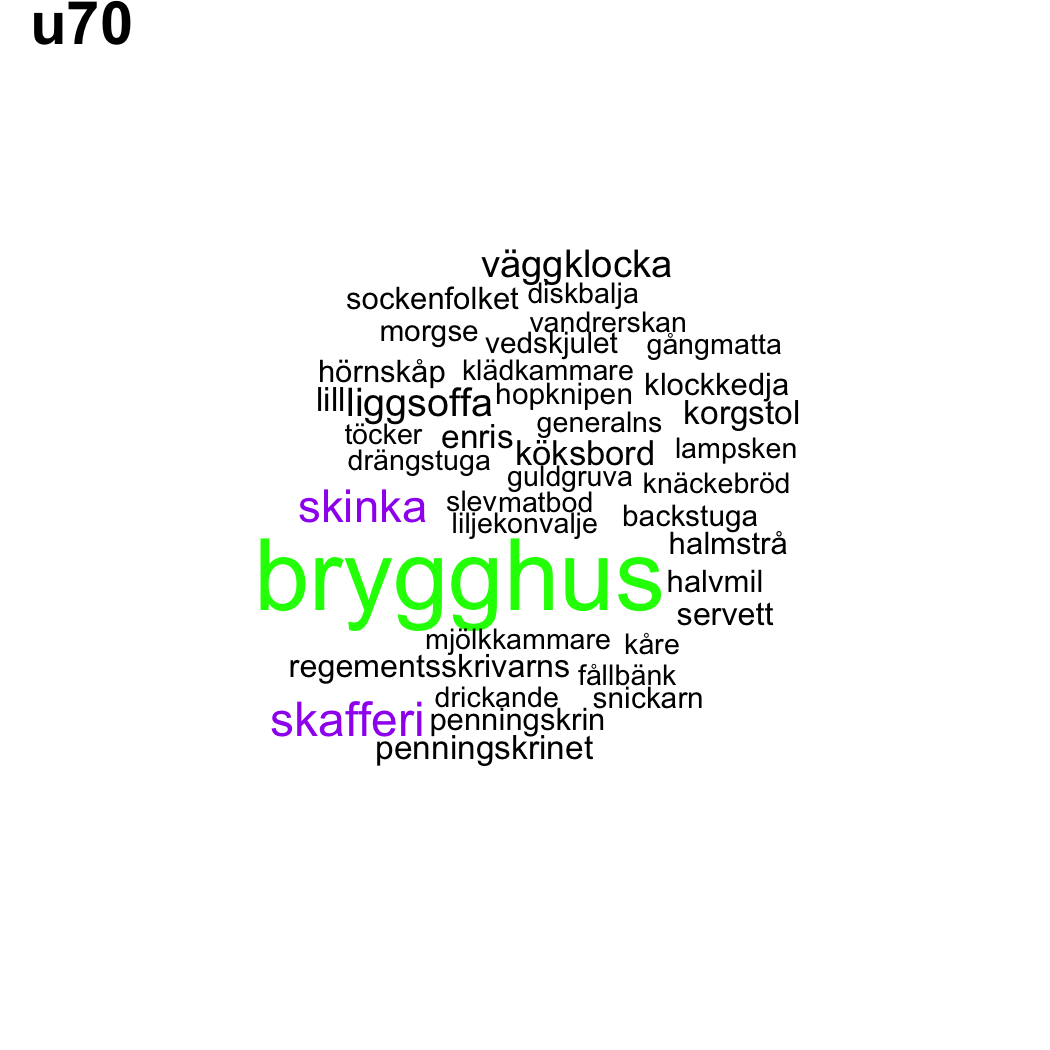 u70
väggklocka
sockenfolket diskbalja
morgse vandrerskan
vedskjulet gångmatta
hörnskåp klädkammare klockkedja
lill liggsoffa hopknipen korgstol
generalns
töcker enris köksbord lampsken
drängstuga
guldgruva knäckebröd
skinka slevmatbod
liljekonvalje backstuga
halmstrå
brygghus halvmil
servett
mjölkkammare kåre
regementsskrivarns fållbänk
drickande snickarn
skafferi penningskrin
penningskrinet